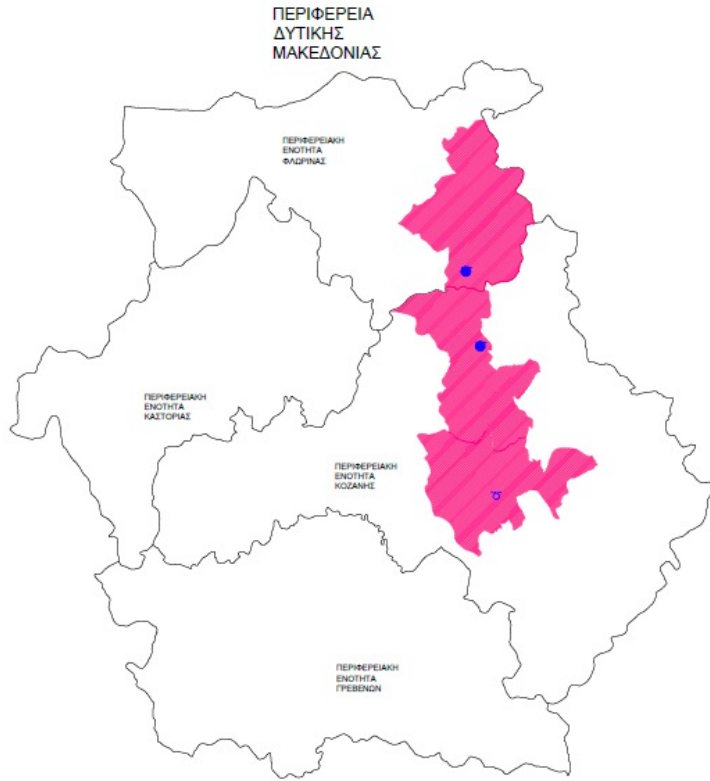 ΠΕΡΙΦΕΡΕΙΑ
ΔΥΤΙΚΗΣ
ΜΑΚΕΔΟΝΙΑΣ
ΠΕΡΙΦΕΡΕΙΑΚΗ
ΕΝΟΤΗΤΑ
ΦΛΩΡΙΝΑΣ
ΠΕΡΙΦΕΡΕΙΑΚΗ
ΕΝΟΤΗΤΑ
ΚΑΣΤΟΡΙΑΣ
ΠΕΡΙΦΕΡΕΙΑΚΗ
ΕΝΟΤΗΤΑ
ΚΟΖΑΝΗΣ
ΠΕΡΙΦΕΡΕΙΑΚΗ
ΕΝΟΤΗΤΑ
ΓΡΕΒΕΝΩΝ